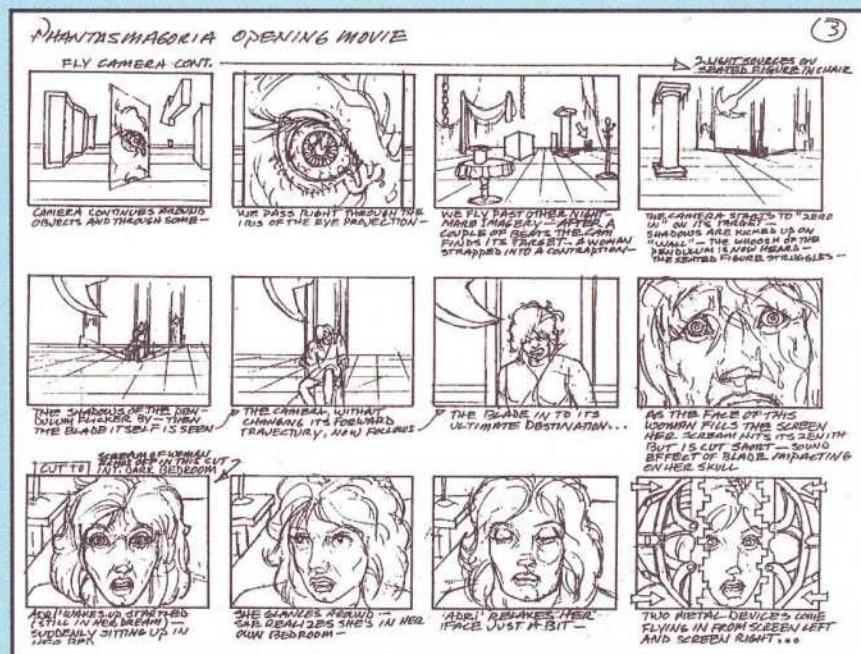 PHANTASMAGORIA OPENING MOVIE
3
FLY CAMERA CONT.
2 LIGHT SOURCES ON
SEATED FIGURE IN CHAIR
CAMERA CONTINUES AROUND
OBJECTS AND THROUGH SOME—
WE PASS RIGHT THROUGH THE
IRIS OF THE EYE PROJECTION—
WE FLY PAST OTHER NIGHT-
MARE IMAGERY—AFTER A
COUPLE OF BEATS THE CAM
FINDS ITS TARGET—A WOMAN
STRAPPED INTO A CONTRAPTION—
THE CAMERA STARTS TO "ZERO
IN" ON ITS TARGET—
SHADOWS ARE KICKED UP ON
"WALL"—THE WHOOSH OF THE
PENDULUM IS NOW HEARD—
THE SEATED FIGURE STRUGGLES—
THE SHADOWS OF THE PEN-
DULUM FLICKER BY—THEN
THE BLADE ITSELF IS SEEN
THE CAMERA, WITHOUT
CHANGING ITS FORWARD
TRAJECTORY, NOW FOLLOWS
THE BLADE IN TO ITS
ULTIMATE DESTINATION...
AS THE FACE OF THIS
WOMAN FILLS THE SCREEN
HER SCREAM HITS ITS ZENITH
BUT IS CUT SHORT—SOUND
EFFECT OF BLADE IMPACTING
ON HER SKULL
CUT TO
SCREAM OF WOMAN
ECHOES OFF IN THIS CUT
INT. DARK BEDROOM
'ADRI' WAKES UP STARTLED
(STILL IN HER DREAM)—
SUDDENLY SITTING UP IN
HER BED
SHE GLANCES AROUND—
SHE REALIZES SHE'S IN HER
OWN BEDROOM—
'ADRI' RELAXES HER
FACE JUST A BIT—
TWO METAL DEVICES COME
FLYING IN FROM SCREEN LEFT
AND SCREEN RIGHT...